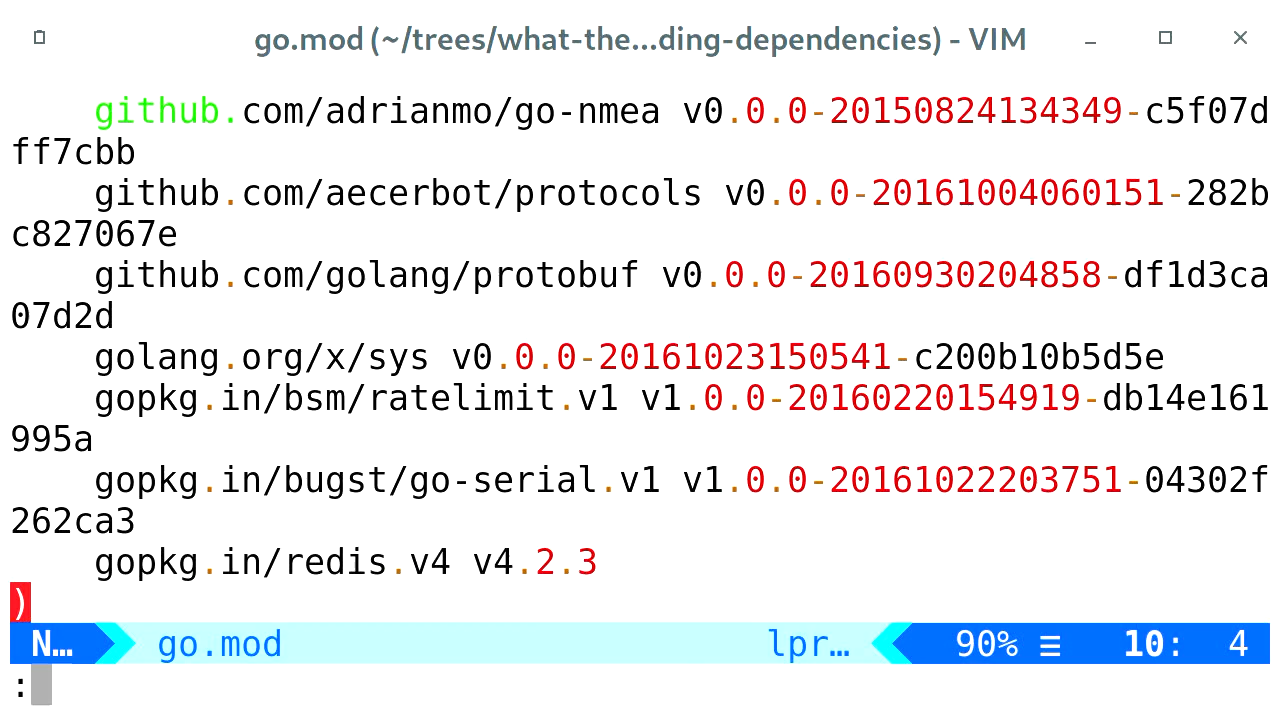 go.mod (~/trees/what-the...ding-dependencies) - VIM
github.com/adrianmo/go-nmea v0.0.0-20150824134349-c5f07d
ff7cbb
github.com/aecerbot/protocols v0.0.0-20161004060151-282b
c827067e
github.com/golang/protobuf v0.0.0-20160930204858-df1d3ca
07d2d
golang.org/x/sys v0.0.0-20161023150541-c200b10b5d5e
gopkg.in/bsm/ratelimit.v1 v1.0.0-20160220154919-db14e161
995a
gopkg.in/bugst/go-serial.v1 v1.0.0-20161022203751-04302f
262ca3
gopkg.in/redis.v4 v4.2.3
)
N… go.mod lpr… 90% ☰ 10: 4
: